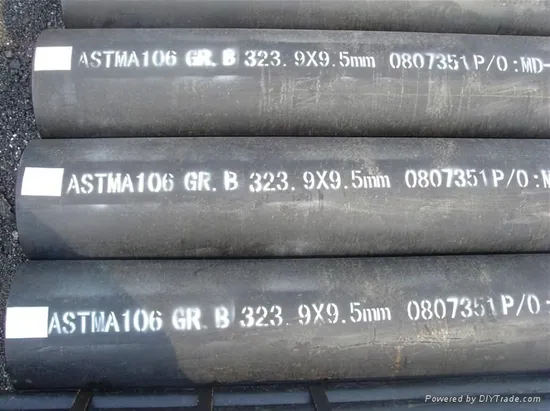 ASTMA106 GR.B 323.9X9.5mm 0807351P/O:MD-
ASTMA106 GR.B 323.9X9.5mm 0807351P/O:M
ASTMA106 GR.B 323.9X9.5mm 0807351P/O-
Powered by DIYTrade.com